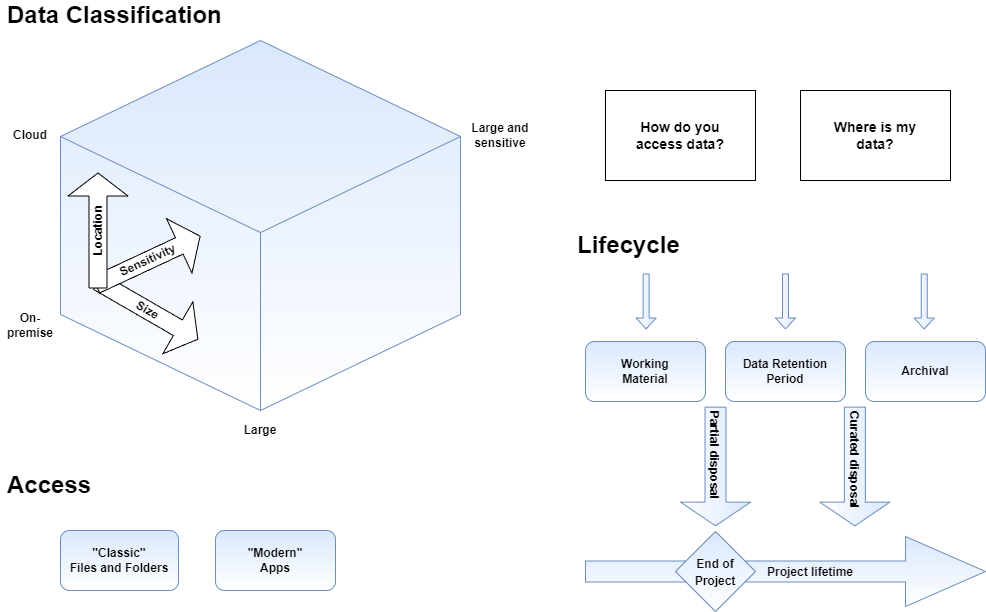 Data Classification
Cloud
Large and
sensitive
Location
Sensitivity
Size
On-
premise
Large
How do you
access data?
Where is my
data?
Lifecycle
Working
Material
Data Retention
Period
Archival
Partial disposal
Curated disposal
End of
Project
Project lifetime
Access
"Classic"
Files and Folders
"Modern"
Apps